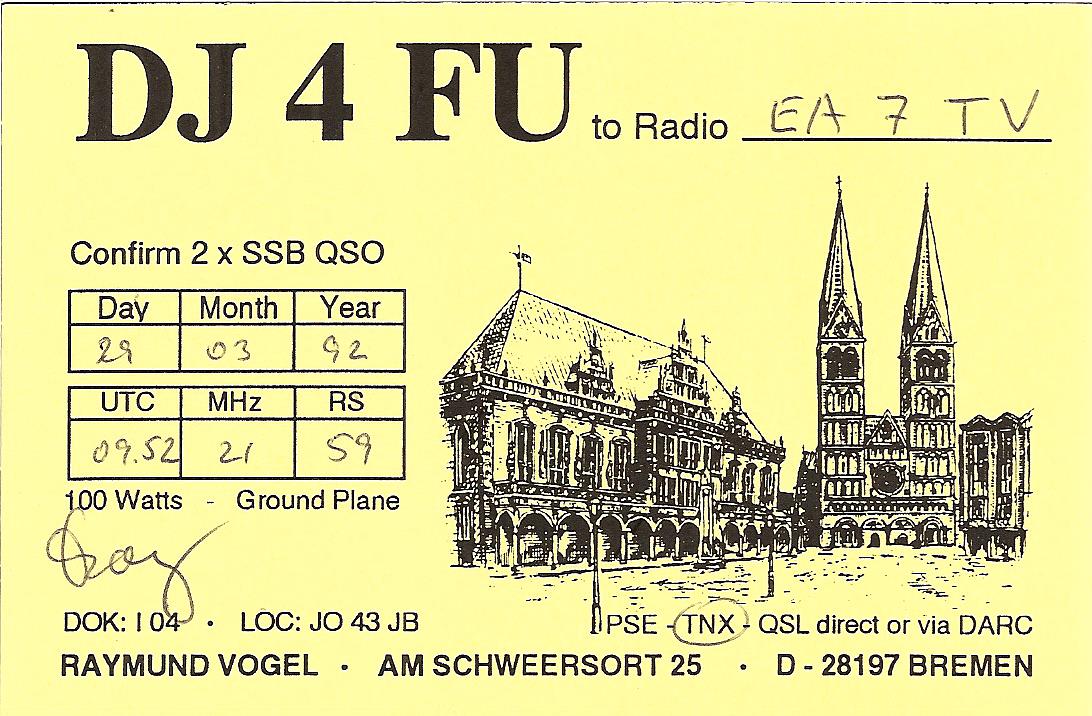 DJ 4 FU to Radio EA 7 TV
Confirm 2 x SSB QSO
Day Month Year
29 03 92
UTC MHz RS
09.52 21 59
100 Watts - Ground Plane
Ray
DOK: I 04 · LOC: JO 43 JB
PSE - TNX - QSL direct or via DARC
RAYMUND VOGEL · AM SCHWEERSORT 25 · D - 28197 BREMEN